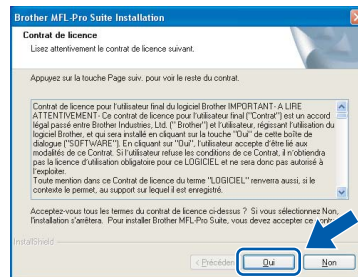 Brother MFL-Pro Suite Installation
Contrat de licence
Lisez attentivement le contrat de licence suivant.
Appuyez sur la touche Page suiv. pour voir le reste du contrat.
Contrat de licence pour l'utilisateur final du logiciel Brother IMPORTANT- A LIRE
ATTENTIVEMENT- Ce contrat de licence pour l'utilisateur final ("Contrat") est un accord
légal passé entre Brother Industries, Ltd. (" Brother") et l'utilisateur, régissant l'utilisation du
logiciel Brother, et qui sera installé en cliquant sur la touche "Oui" de cette boîte de
dialogue ("SOFTWARE"). En cliquant sur "Oui", l'utilisateur accepte d'être lié aux
modalités de ce Contrat. Si l'utilisateur refuse les conditions de ce Contrat, il n'obtiendra
pas la licence d'utilisation obligatoire pour ce LOGICIEL et ne sera donc pas autorisé à
l'exploiter.
Toute mention dans ce Contrat de licence du terme "LOGICIEL" renverra aussi, si le
contexte le permet, au support sur lequel il est enregistré.
Acceptez-vous tous les termes du contrat de licence ci-dessus ? Si vous sélectionnez Non,
l'installation s'arrêtera. Pour installer Brother MFL-Pro Suite, vous devez accepter ce
InstallShield
< Précéden
Oui
Non